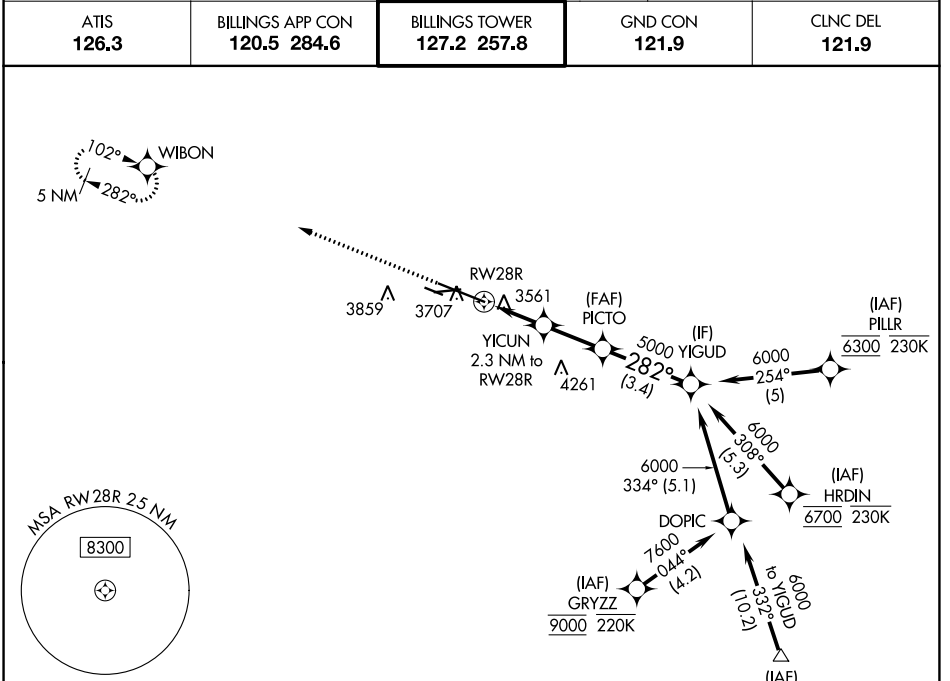 ATIS
126.3
BILLINGS APP CON
120.5 284.6
BILLINGS TOWER
127.2 257.8
GND CON
121.9
CLNC DEL
121.9
102°
WIBON
5 NM
282°
RW28R
3859
3707
3561
(FAF)
PICTO
YICUN
2.3 NM to
RW28R
4261
5000
282°
(3.4)
(IF)
YIGUD
(IAF)
PILLR
6300 230K
6000
254°
(5)
6000
308°
(5.3)
(IAF)
HRDIN
6700 230K
6000
334° (5.1)
DOPIC
7600
044°
(4.2)
(IAF)
GRYZZ
9000 220K
6000
to YIGUD
332°
(10.2)
(IAF)
MSA RW28R 25 NM
8300